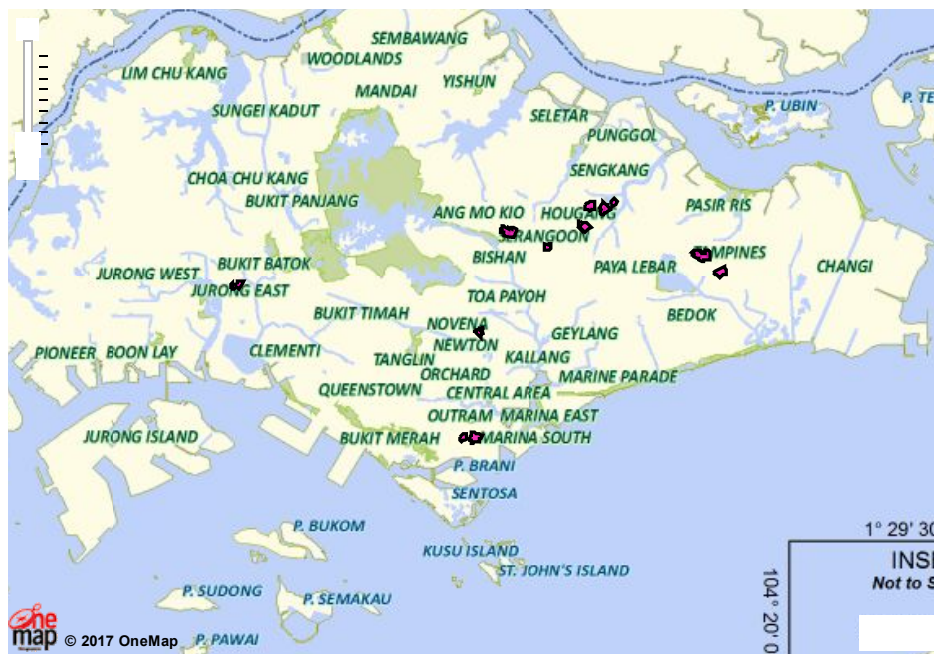 SEMBAWANG
WOODLANDS
LIM CHU KANG
YISHUN
MANDAI
P. UBIN
P. TE
SUNGEI KADUT
SELETAR
PUNGGOL
SENGKANG
CHOA CHU KANG
BUKIT PANJANG
PASIR RIS
ANG MO KIO
HOUGANG
SERANGOON
BISHAN
TAMPINES
BUKIT BATOK
JURONG WEST
PAYA LEBAR
CHANGI
JURONG EAST
TOA PAYOH
BUKIT TIMAH
BEDOK
NOVENA
GEYLANG
NEWTON
PIONEER
BOON LAY
CLEMENTI
TANGLIN
KALLANG
ORCHARD
MARINE PARADE
QUEENSTOWN
CENTRAL AREA
OUTRAM
MARINA EAST
JURONG ISLAND
BUKIT MERAH
MARINA SOUTH
P. BRANI
SENTOSA
P. BUKOM
1° 29' 30
KUSU ISLAND
INSE
ST. JOHN'S ISLAND
Not to S
104° 20' 0
P. SUDONG
P. SEMAKAU
One
map
© 2017 OneMap
P. PAWAI